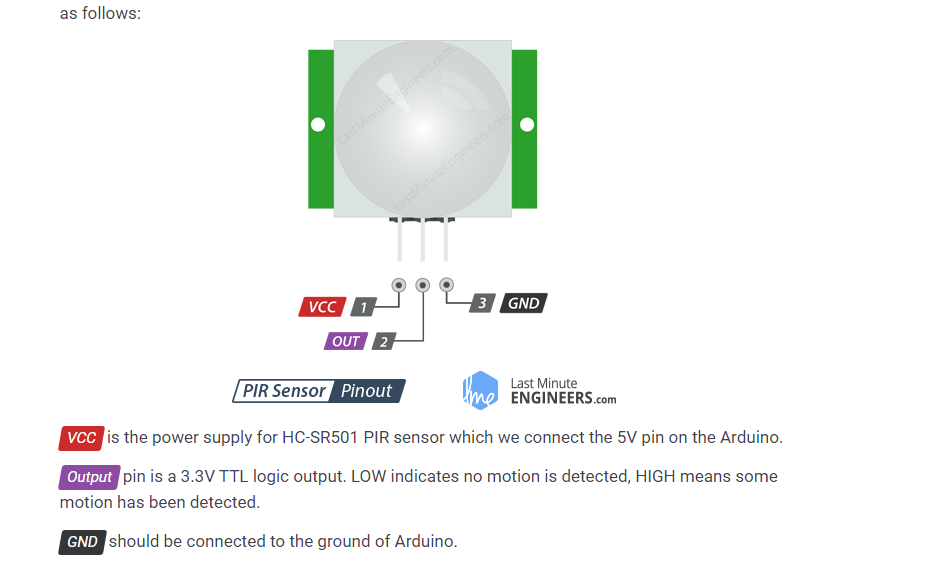 as follows:
LastMinuteEngineers.com
LastMinuteEngineers.com
VCC 1
3 GND
OUT 2
PIR Sensor Pinout
lme
Last Minute
ENGINEERS.com
VCC is the power supply for HC-SR501 PIR sensor which we connect the 5V pin on the Arduino.
Output pin is a 3.3V TTL logic output. LOW indicates no motion is detected, HIGH means some
motion has been detected.
GND should be connected to the ground of Arduino.